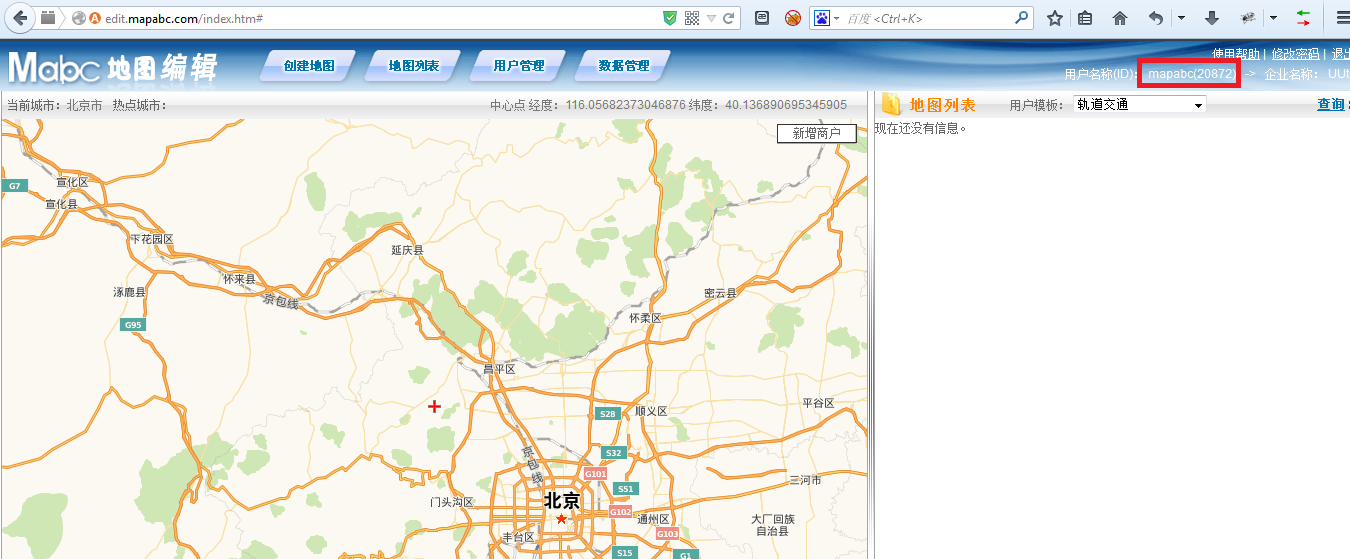 edit.mapabc.com/index.htm#
百度 <Ctrl+K>
Mapbc 地图编辑
创建地图
地图列表
用户管理
数据管理
使用帮助 | 修改密码 | 退出
用户名称(ID): mapabc(20872) -> 企业名称: UUt
当前城市：北京市 热点城市：
中心点 经度：116.05682373046876 纬度：40.136890695345905
地图列表
用户模板：
轨道交通
查询
现在还没有信息。
新增商户
G7
宣化区
宣化县
下花园区
延庆县
怀来县
涿鹿县
京包线
密云县
怀柔区
G95
昌平区
平谷区
S28
顺义区
京包线
S32
G101
三河市
S51
门头沟区
北京
G102
通州区
大厂回族
自治县
G103
丰台区
S15
G1